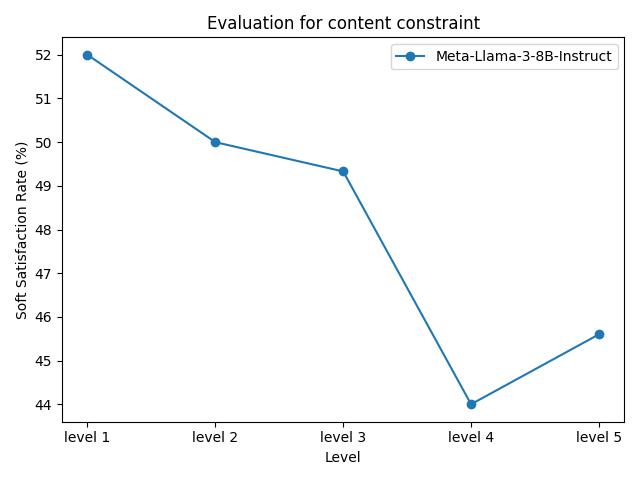 Evaluation for content constraint
Meta-Llama-3-8B-Instruct
Soft Satisfaction Rate (%)
52
51
50
49
48
47
46
45
44
level 1 level 2 level 3 level 4 level 5
Level